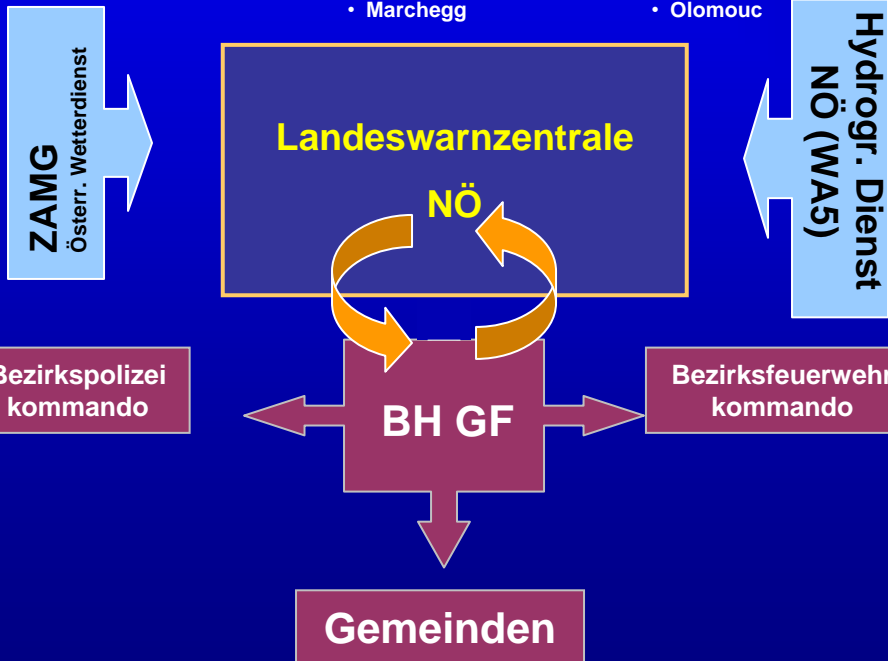 • Marchegg
• Olomouc
ZAMG
Österr. Wetterdienst
Landeswarnzentrale
NÖ
Hydrogr. Dienst
NÖ (WA5)
Bezirkspolizei
kommando
BH GF
Bezirksfeuerwehr
kommando
Gemeinden